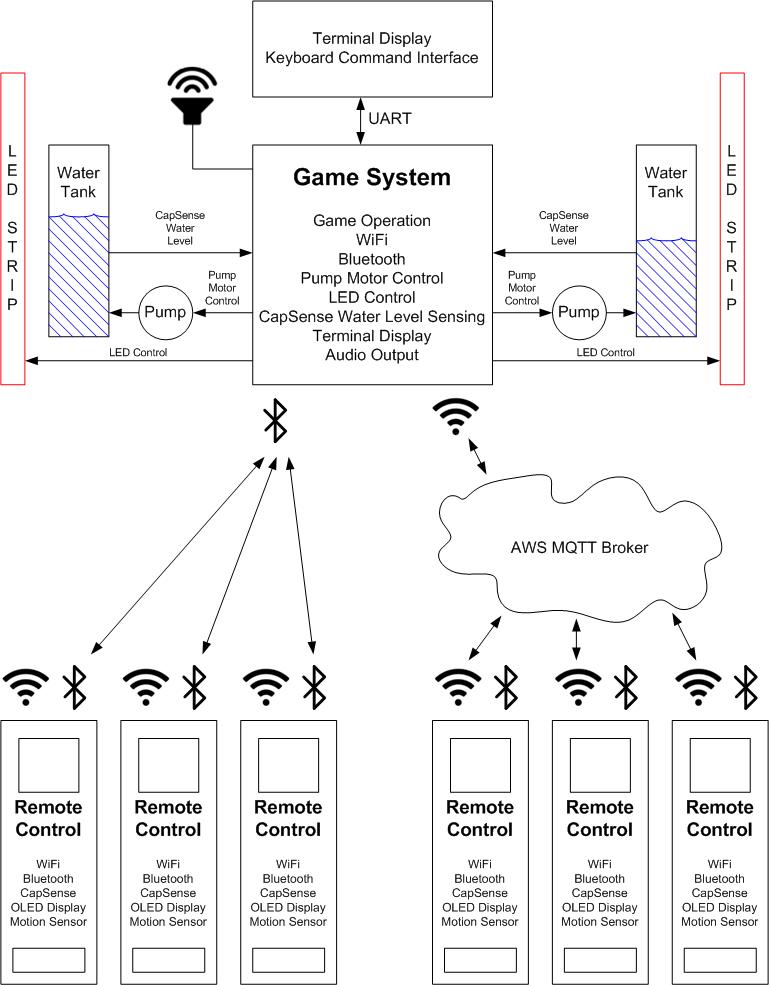 Terminal Display
Keyboard Command Interface
UART
LED STRIP
Water
Tank
CapSense
Water
Level
Pump
Motor
Control
Pump
LED Control
Game System
Game Operation
WiFi
Bluetooth
Pump Motor Control
LED Control
CapSense Water Level Sensing
Terminal Display
Audio Output
CapSense
Water
Level
Pump
Motor
Control
Pump
LED Control
Water
Tank
LED STRIP
AWS MQTT Broker
Remote
Control
WiFi
Bluetooth
CapSense
OLED Display
Motion Sensor
Remote
Control
WiFi
Bluetooth
CapSense
OLED Display
Motion Sensor
Remote
Control
WiFi
Bluetooth
CapSense
OLED Display
Motion Sensor
Remote
Control
WiFi
Bluetooth
CapSense
OLED Display
Motion Sensor
Remote
Control
WiFi
Bluetooth
CapSense
OLED Display
Motion Sensor
Remote
Control
WiFi
Bluetooth
CapSense
OLED Display
Motion Sensor